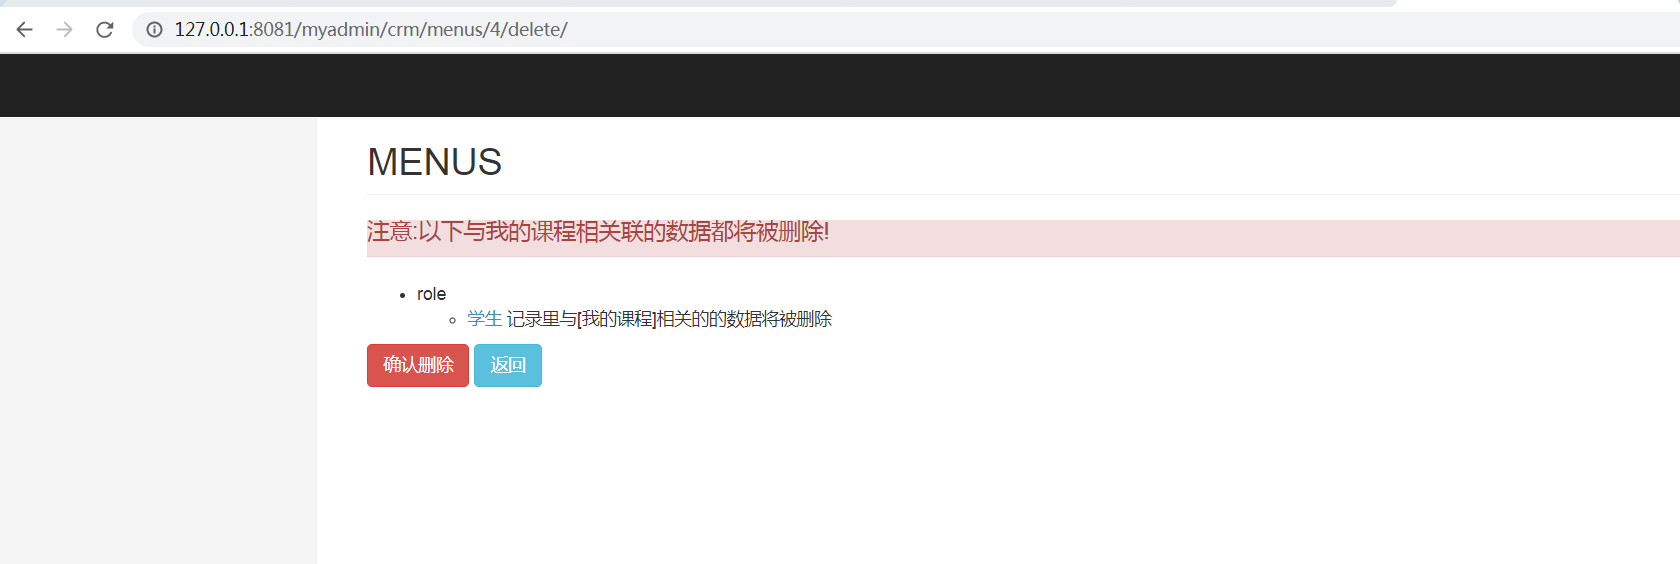 127.0.0.1:8081/myadmin/crm/menus/4/delete/
MENUS
注意:以下与我的课程相关联的数据都将被删除!
role
学生 记录里与[我的课程]相关的的数据将被删除
确认删除 返回